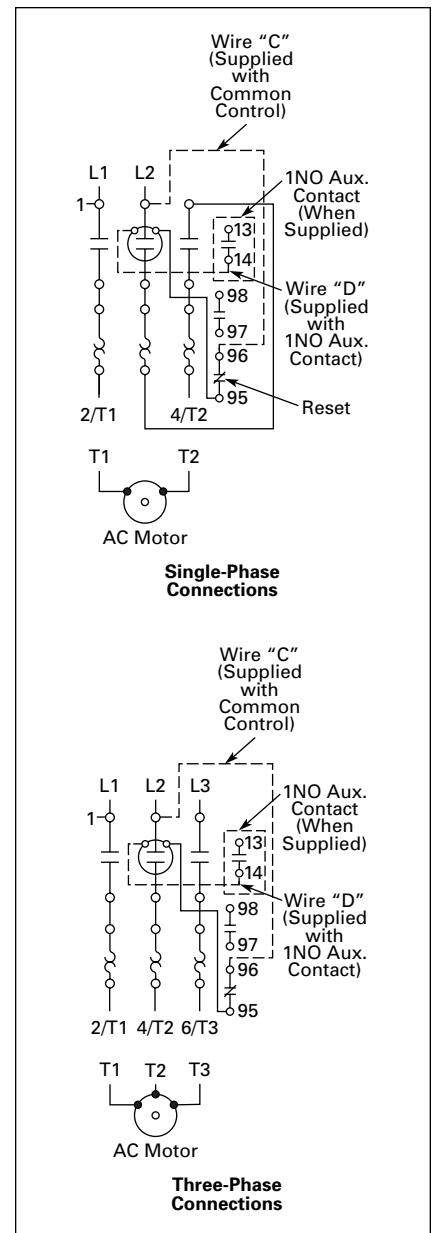 Wire “C”
(Supplied
with
Common
Control)
L1 L2
1NO Aux.
Contact
(When
Supplied)
1
13
14
Wire “D”
(Supplied
with
1NO Aux.
Contact)
98
97
96
95
Reset
2/T1 4/T2
T1 T2
AC Motor
Single-Phase
Connections
Wire “C”
(Supplied
with
Common
Control)
L1 L2 L3
1NO Aux.
Contact
(When
Supplied)
1
13
14
Wire “D”
(Supplied
with
1NO Aux.
Contact)
98
97
96
95
2/T1 4/T2 6/T3
T1 T2 T3
AC Motor
Three-Phase
Connections